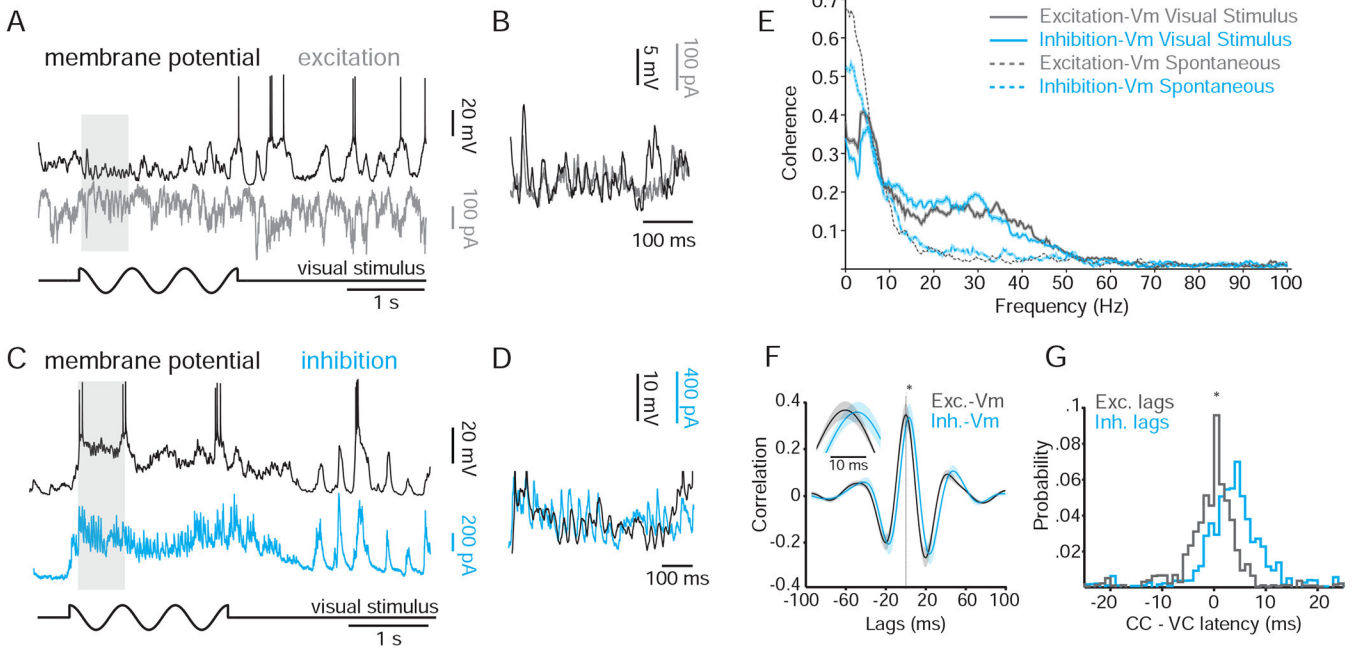 A
membrane potential excitation
20 mV
100 pA
visual stimulus
1 s
B
5 mV
100 pA
100 ms
E
0.7
0.6
0.5
0.4
0.3
0.2
0.1
Coherence
Excitation-Vm Visual Stimulus
Inhibition-Vm Visual Stimulus
Excitation-Vm Spontaneous
Inhibition-Vm Spontaneous
0 10 20 30 40 50 60 70 80 90 100
Frequency (Hz)
C
membrane potential inhibition
20 mV
200 pA
visual stimulus
1 s
D
10 mV
400 pA
100 ms
F
*
Exc.-Vm
Inh.-Vm
10 ms
0.4
0.2
0
-0.2
-0.4
Correlation
-100 -60 -20 20 60 100
Lags (ms)
G
*
Exc. lags
Inh. lags
.1
.08
.06
.04
.02
Probability
-20 -10 0 10 20
CC - VC latency (ms)